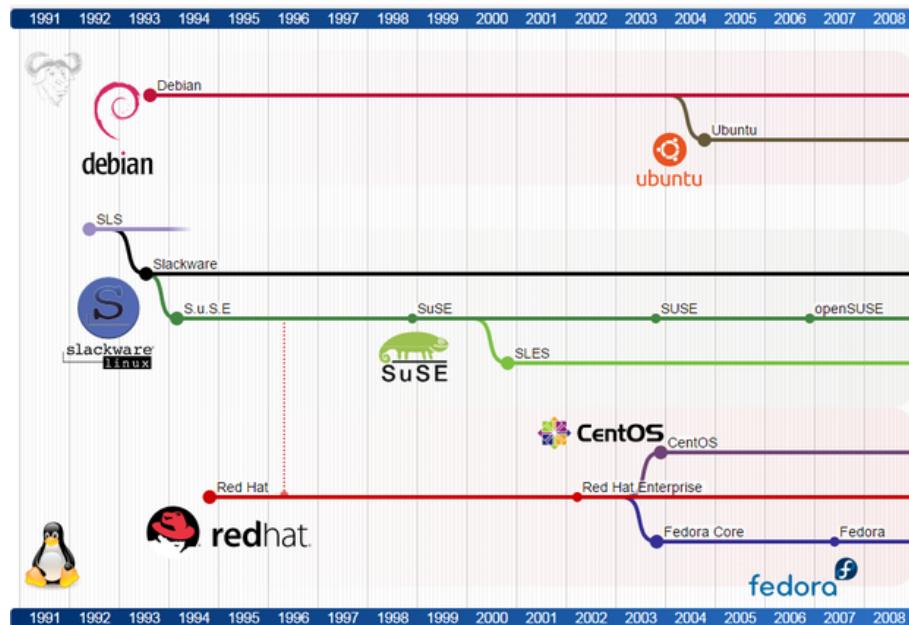 1991 1992 1993 1994 1995 1996 1997 1998 1999 2000 2001 2002 2003 2004 2005 2006 2007 2008
Debian
debian
Ubuntu
ubuntu
SLS
Slackware
S
slackware
linux
S.u.S.E
SuSE
SUSE
openSUSE
SuSE
SLES
CentOS
CentOS
Red Hat
Red Hat Enterprise
redhat.
Fedora Core
Fedora
fedora
1991 1992 1993 1994 1995 1996 1997 1998 1999 2000 2001 2002 2003 2004 2005 2006 2007 2008